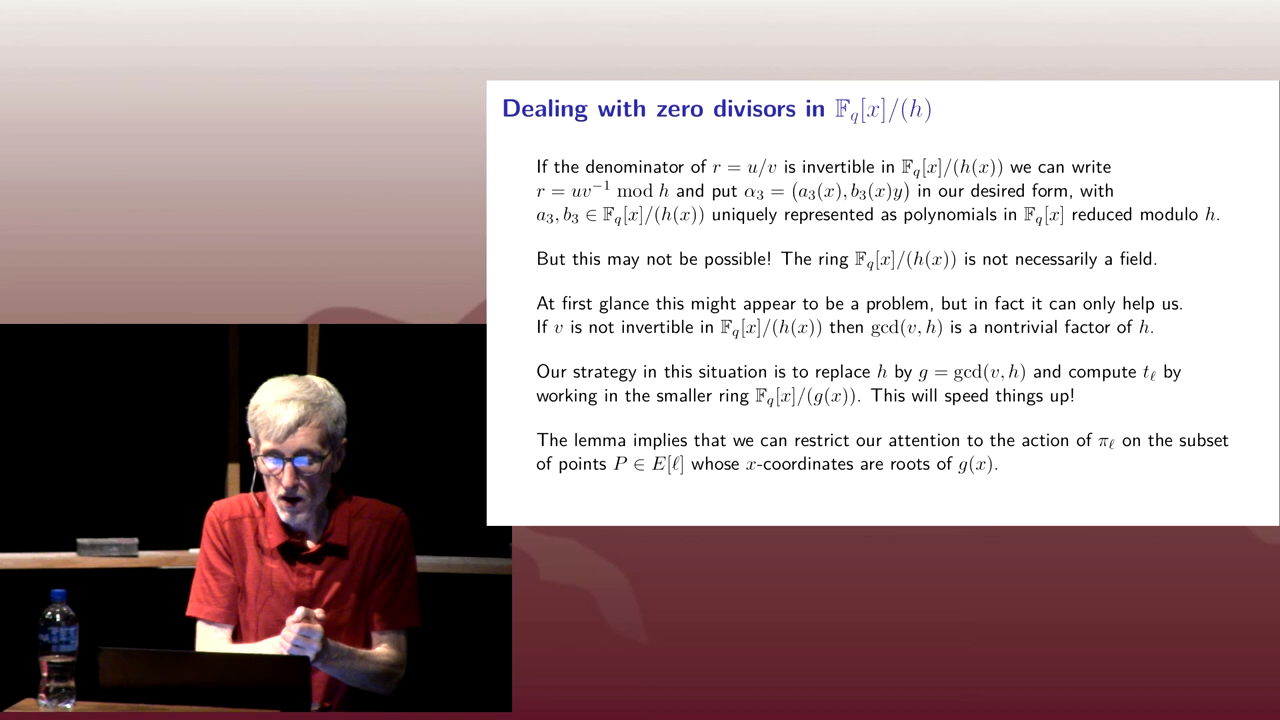 Dealing with zero divisors in 𝔽_q[x]/(h)
If the denominator of r = u/v is invertible in 𝔽_q[x]/(h(x)) we can write
r = uv⁻¹ mod h and put α₃ = (a₃(x), b₃(x)y) in our desired form, with
a₃, b₃ ∈ 𝔽_q[x]/(h(x)) uniquely represented as polynomials in 𝔽_q[x] reduced modulo h.
But this may not be possible! The ring 𝔽_q[x]/(h(x)) is not necessarily a field.
At first glance this might appear to be a problem, but in fact it can only help us.
If v is not invertible in 𝔽_q[x]/(h(x)) then gcd(v, h) is a nontrivial factor of h.
Our strategy in this situation is to replace h by g = gcd(v, h) and compute t_ℓ by
working in the smaller ring 𝔽_q[x]/(g(x)). This will speed things up!
The lemma implies that we can restrict our attention to the action of π_ℓ on the subset
of points P ∈ E[ℓ] whose x-coordinates are roots of g(x).